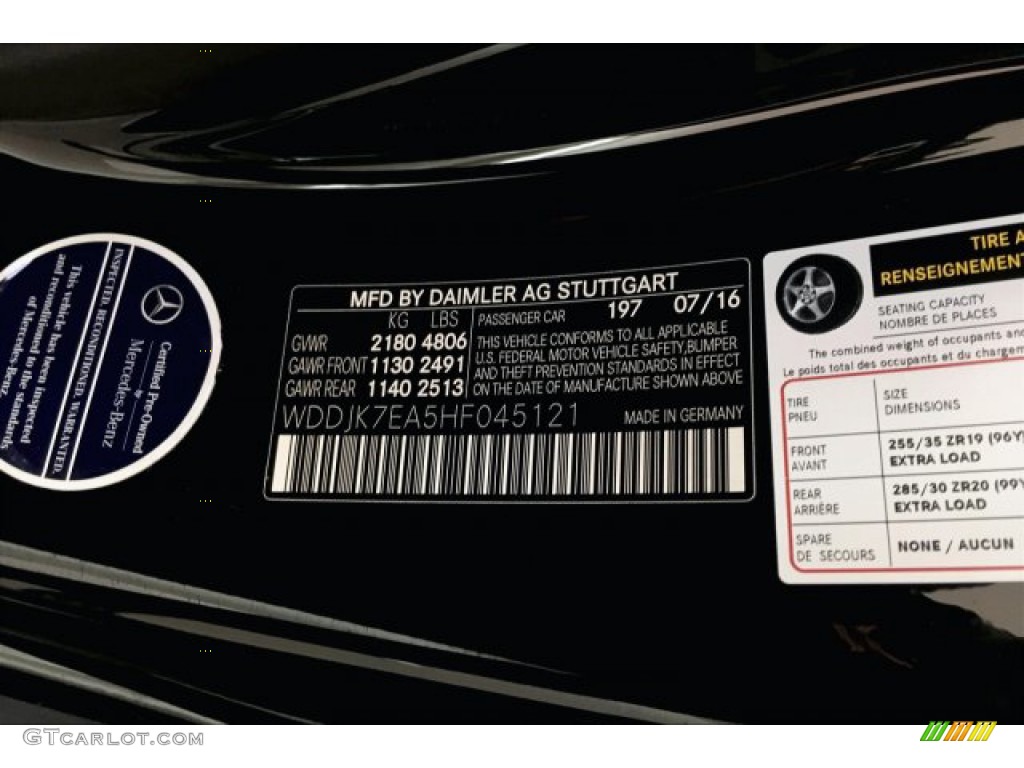 MFD BY DAIMLER AG STUTTGART
KG LBS
PASSENGER CAR 197 07/16
GVWR 2180 4806
GAWR FRONT 1130 2491
GAWR REAR 1140 2513
THIS VEHICLE CONFORMS TO ALL APPLICABLE
U.S. FEDERAL MOTOR VEHICLE SAFETY, BUMPER
AND THEFT PREVENTION STANDARDS IN EFFECT
ON THE DATE OF MANUFACTURE SHOWN ABOVE
WDDJK7EA5HF045121
MADE IN GERMANY
Certified Pre-Owned
by
Mercedes-Benz
INSPECTED. RECONDITIONED. WARRANTED.
This vehicle has been inspected
and reconditioned to the standards
of Mercedes-Benz.
TIRE A
RENSEIGNEMENT
SEATING CAPACITY
NOMBRE DE PLACES
The combined weight of occupants and
Le poids total des occupants et du chargem
TIRE
PNEU
SIZE
DIMENSIONS
FRONT
AVANT
255/35 ZR19 (96Y
EXTRA LOAD
REAR
ARRIÈRE
285/30 ZR20 (99Y
EXTRA LOAD
SPARE
DE SECOURS
NONE / AUCUN
GTCARLOT.COM